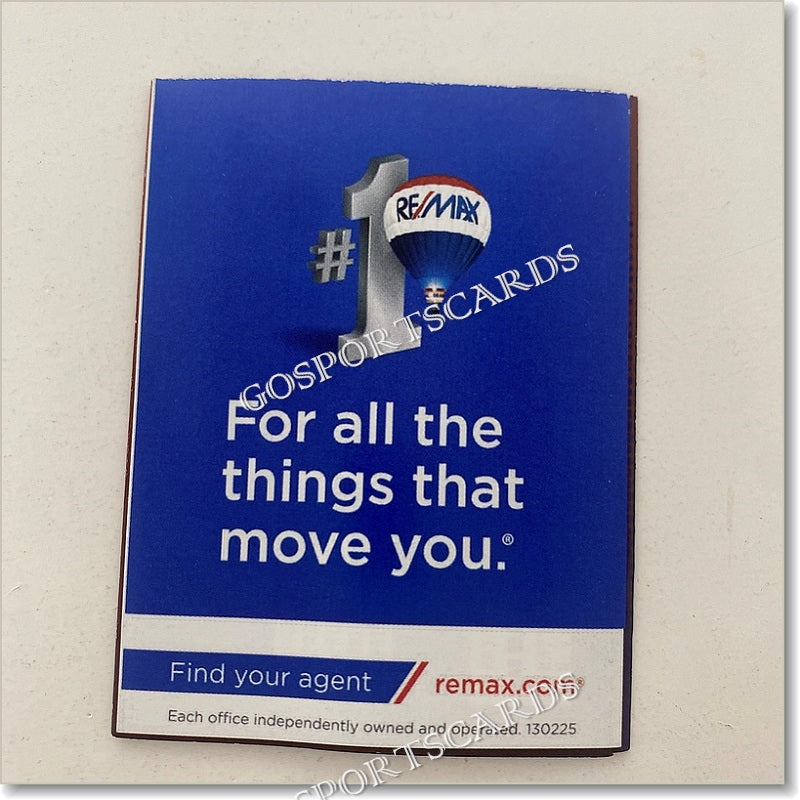 #1
RE/MAX
GOSPORTSCARDS
For all the
things that
move you.®
Find your agent
remax.com®
Each office independently owned and operated. 130225
SPORTSCARDS